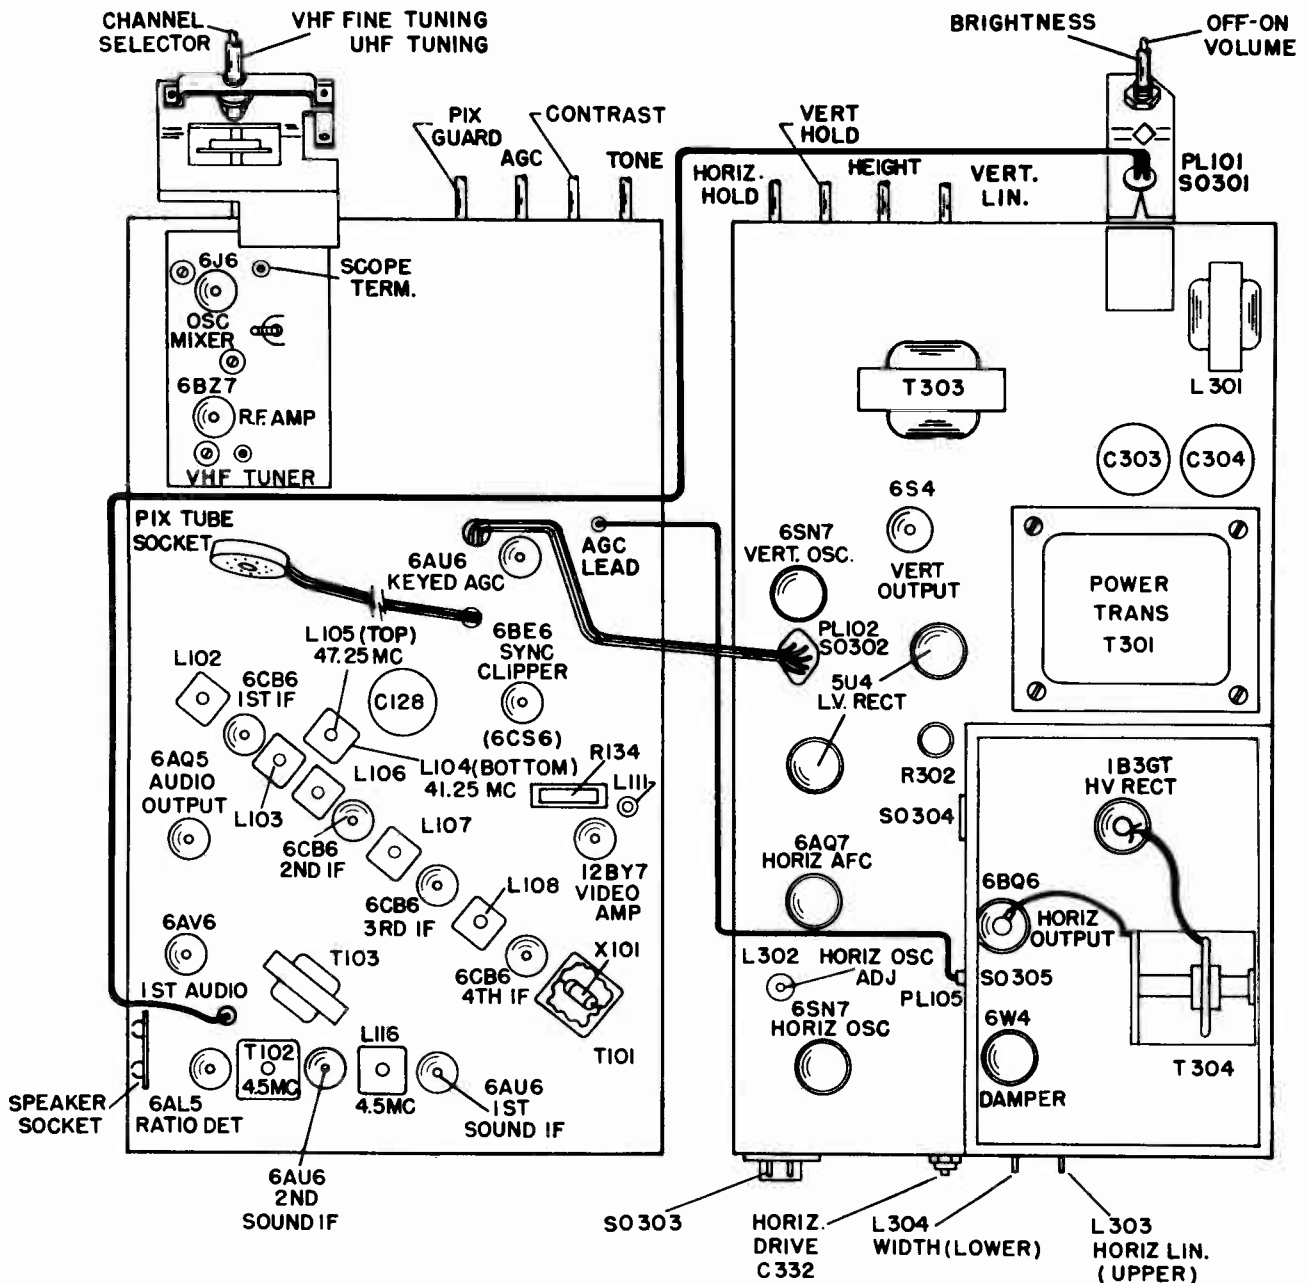 CHANNEL
SELECTOR
VHF FINE TUNING
UHF TUNING
BRIGHTNESS
OFF-ON
VOLUME
PIX
GUARD
AGC
CONTRAST
TONE
VERT
HOLD
HORIZ.
HOLD
HEIGHT
VERT.
LIN.
PL101
SO301
6J6
SCOPE
TERM.
OSC
MIXER
6BZ7
R.F. AMP
VHF TUNER
T303
L301
C303
C304
PIX TUBE
SOCKET
6AU6
KEYED AGC
AGC
LEAD
6SN7
VERT. OSC.
6S4
VERT
OUTPUT
POWER
TRANS
T301
L105 (TOP)
47.25 MC
6BE6
SYNC
CLIPPER
(6CS6)
PL102
SO302
5U4
L.V. RECT
L102
6CB6
1ST IF
C128
6AQ5
AUDIO
OUTPUT
L103
L106
L104 (BOTTOM)
41.25 MC
R134
L111
R302
1B3GT
HV RECT
SO304
6CB6
2ND IF
L107
12BY7
VIDEO
AMP
6AQ7
HORIZ AFC
6BQ6
HORIZ
OUTPUT
6CB6
3RD IF
L108
6AV6
1ST AUDIO
T103
6CB6
4TH IF
X101
T101
L302
HORIZ OSC
ADJ
PL105
SO305
6SN7
HORIZ OSC
6W4
DAMPER
T304
T102
4.5MC
L116
4.5MC
SPEAKER
SOCKET
6AL5
RATIO DET
6AU6
1ST
SOUND IF
6AU6
2ND
SOUND IF
SO303
HORIZ.
DRIVE
C332
L304
WIDTH (LOWER)
L303
HORIZ LIN.
(UPPER)